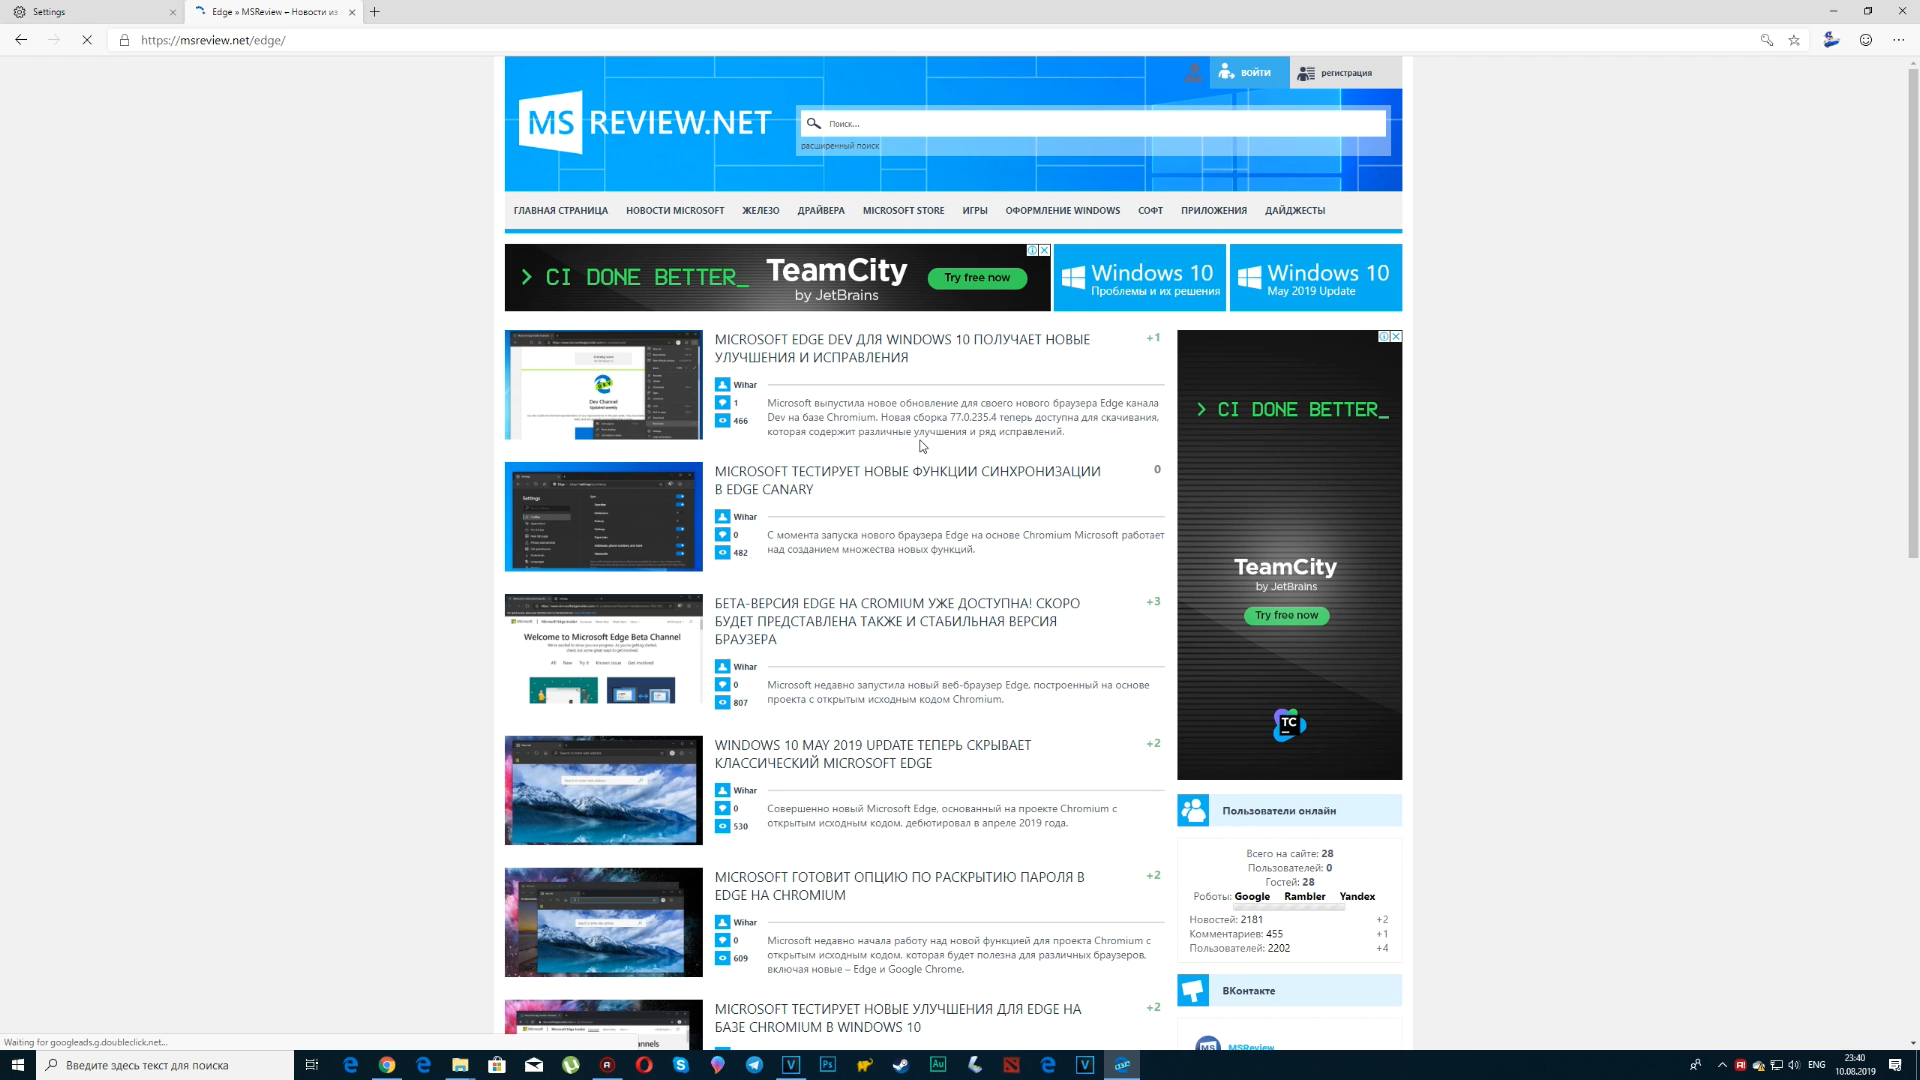 Settings
Edge » MSReview – Новости из
https://msreview.net/edge/
ВОЙТИ
регистрация
MS REVIEW.NET
Поиск...
расширенный поиск
ГЛАВНАЯ СТРАНИЦА НОВОСТИ MICROSOFT ЖЕЛЕЗО ДРАЙВЕРА MICROSOFT STORE ИГРЫ ОФОРМЛЕНИЕ WINDOWS СОФТ ПРИЛОЖЕНИЯ ДАЙДЖЕСТЫ
> CI DONE BETTER_
TeamCity
by JetBrains
Try free now
Windows 10
Проблемы и их решения
Windows 10
May 2019 Update
MICROSOFT EDGE DEV ДЛЯ WINDOWS 10 ПОЛУЧАЕТ НОВЫЕ
УЛУЧШЕНИЯ И ИСПРАВЛЕНИЯ
+1
Wihar
1
466
Microsoft выпустила новое обновление для своего нового браузера Edge канала
Dev на базе Chromium. Новая сборка 77.0.235.4 теперь доступна для скачивания,
которая содержит различные улучшения и ряд исправлений.
Dev Channel
MICROSOFT ТЕСТИРУЕТ НОВЫЕ ФУНКЦИИ СИНХРОНИЗАЦИИ
В EDGE CANARY
0
Wihar
0
482
С момента запуска нового браузера Edge на основе Chromium Microsoft работает
над созданием множества новых функций.
Settings
БЕТА-ВЕРСИЯ EDGE НА CROMIUM УЖЕ ДОСТУПНА! СКОРО
БУДЕТ ПРЕДСТАВЛЕНА ТАКЖЕ И СТАБИЛЬНАЯ ВЕРСИЯ
БРАУЗЕРА
+3
Wihar
0
807
Microsoft недавно запустила новый веб-браузер Edge, построенный на основе
проекта с открытым исходным кодом Chromium.
Welcome to Microsoft Edge Beta Channel
WINDOWS 10 MAY 2019 UPDATE ТЕПЕРЬ СКРЫВАЕТ
КЛАССИЧЕСКИЙ MICROSOFT EDGE
+2
Wihar
0
530
Совершенно новый Microsoft Edge, основанный на проекте Chromium с
открытым исходным кодом, дебютировал в апреле 2019 года.
MICROSOFT ГОТОВИТ ОПЦИЮ ПО РАСКРЫТИЮ ПАРОЛЯ В
EDGE НА CHROMIUM
+2
Wihar
0
609
Microsoft недавно начала работу над новой функцией для проекта Chromium с
открытым исходным кодом, которая будет полезна для различных браузеров,
включая новые – Edge и Google Chrome.
MICROSOFT ТЕСТИРУЕТ НОВЫЕ УЛУЧШЕНИЯ ДЛЯ EDGE НА
БАЗЕ CHROMIUM В WINDOWS 10
+2
> CI DONE BETTER_
TeamCity
by JetBrains
Try free now
TC
Пользователи онлайн
Всего на сайте: 28
Пользователей: 0
Гостей: 28
Роботы: Google Rambler Yandex
Новостей: 2181 +2
Комментариев: 455 +1
Пользователей: 2202 +4
ВКонтакте
MSReview
Waiting for googleads.g.doubleclick.net...
Введите здесь текст для поиска
ENG
23:40
10.08.2019